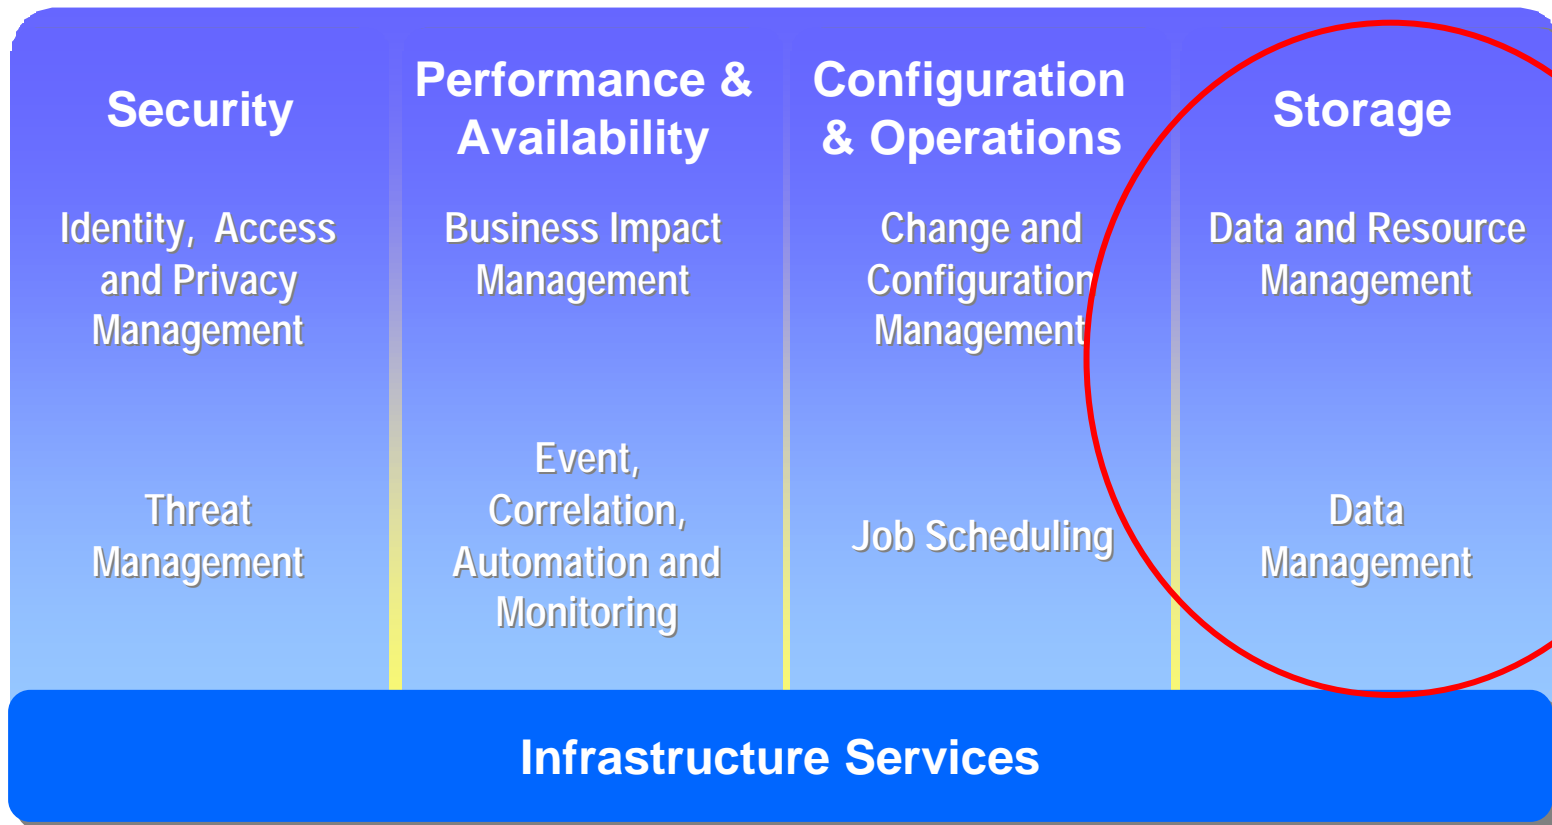 Security
Identity, Access
and Privacy
Management
Threat
Management
Performance &
Availability
Business Impact
Management
Event,
Correlation,
Automation and
Monitoring
Configuration
& Operations
Change and
Configuration
Management
Job Scheduling
Storage
Data and Resource
Management
Data
Management
Infrastructure Services